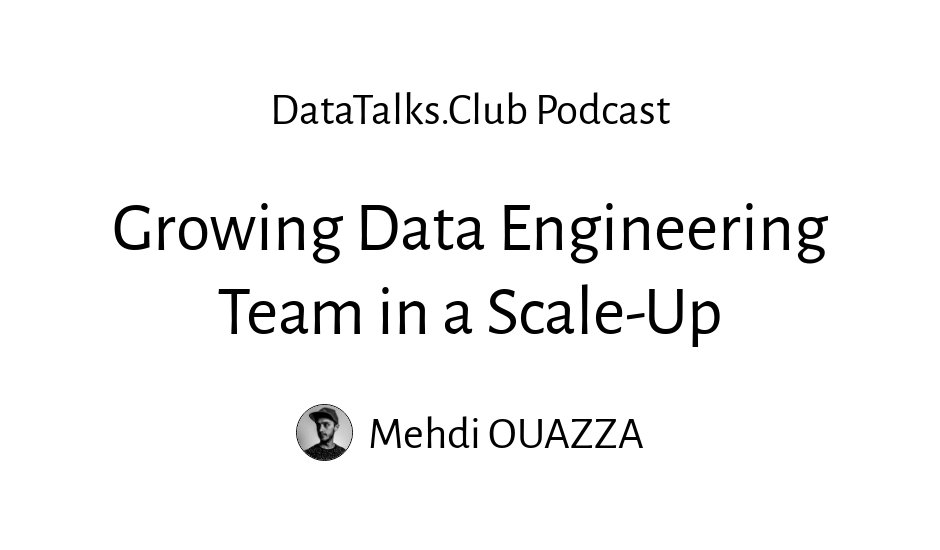 DataTalks.Club Podcast
Growing Data Engineering
Team in a Scale-Up
Mehdi OUAZZA